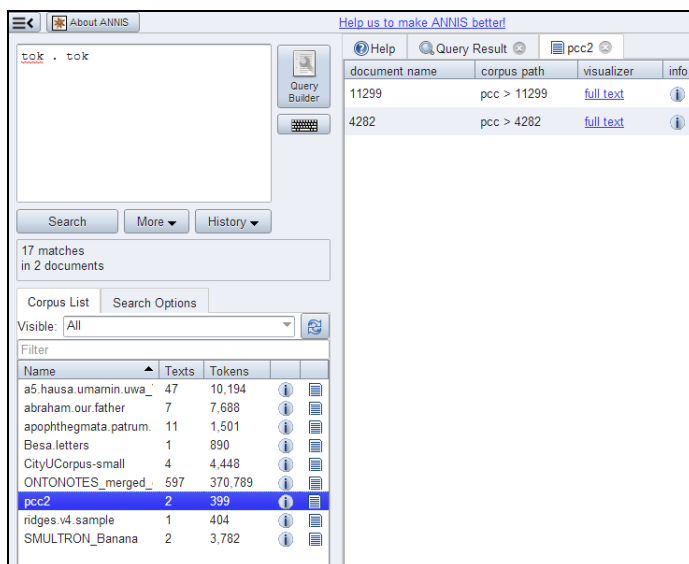 About ANNIS
Help us to make ANNIS better!
tok . tok
Query
Builder
Search More History
17 matches
in 2 documents
Corpus List Search Options
Visible: All
Filter
Name Texts Tokens
a5.hausa.umarnin.uwa_ 47 10,194
abraham.our.father 7 7,688
apophthegmata.patrum. 11 1,501
Besa.letters 1 890
CityUCorpus-small 4 4,448
ONTONOTES_merged_ 597 370,789
pcc2 2 399
ridges.v4.sample 1 404
SMULTRON_Banana 2 3,782
Help Query Result pcc2
document name corpus path visualizer info
11299 pcc > 11299 full text
4282 pcc > 4282 full text